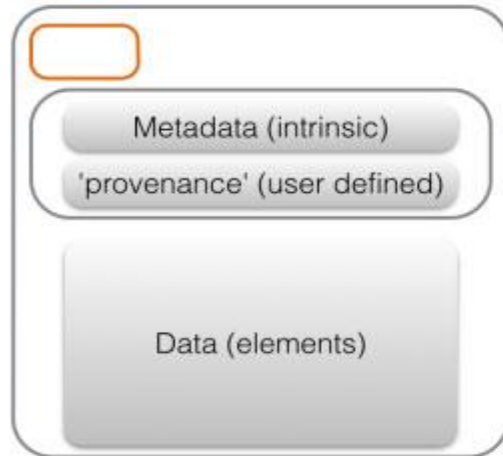 Metadata (intrinsic)
'provenance' (user defined)
Data (elements)